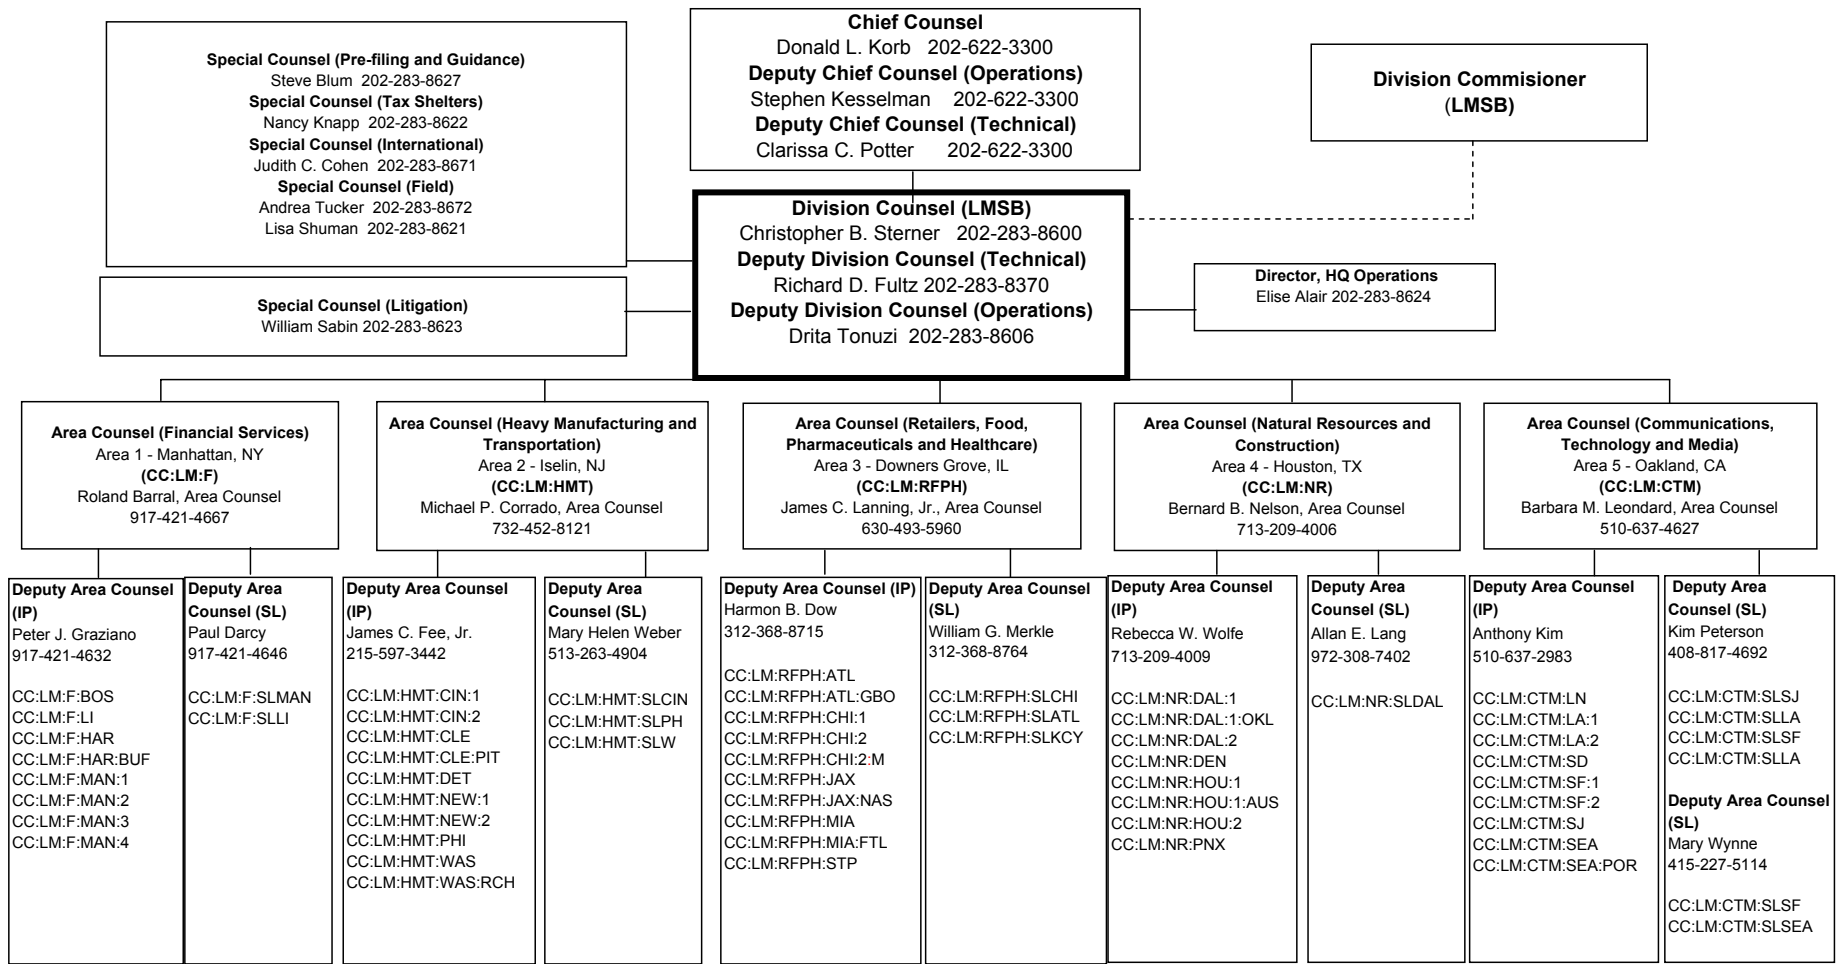 Special Counsel (Pre-filing and Guidance)
Steve Blum 202-283-8627
Special Counsel (Tax Shelters)
Nancy Knapp 202-283-8622
Special Counsel (International)
Judith C. Cohen 202-283-8671
Special Counsel (Field)
Andrea Tucker 202-283-8672
Lisa Shuman 202-283-8621
Chief Counsel
Donald L. Korb 202-622-3300
Deputy Chief Counsel (Operations)
Stephen Kesselman 202-622-3300
Deputy Chief Counsel (Technical)
Clarissa C. Potter 202-622-3300
Division Commisioner
(LMSB)
Division Counsel (LMSB)
Christopher B. Sterner 202-283-8600
Deputy Division Counsel (Technical)
Richard D. Fultz 202-283-8370
Deputy Division Counsel (Operations)
Drita Tonuzi 202-283-8606
Special Counsel (Litigation)
William Sabin 202-283-8623
Director, HQ Operations
Elise Alair 202-283-8624
Area Counsel (Financial Services)
Area 1 - Manhattan, NY
(CC:LM:F)
Roland Barral, Area Counsel
917-421-4667
Area Counsel (Heavy Manufacturing and
Transportation)
Area 2 - Iselin, NJ
(CC:LM:HMT)
Michael P. Corrado, Area Counsel
732-452-8121
Area Counsel (Retailers, Food,
Pharmaceuticals and Healthcare)
Area 3 - Downers Grove, IL
(CC:LM:RFPH)
James C. Lanning, Jr., Area Counsel
630-493-5960
Area Counsel (Natural Resources and
Construction)
Area 4 - Houston, TX
(CC:LM:NR)
Bernard B. Nelson, Area Counsel
713-209-4006
Area Counsel (Communications,
Technology and Media)
Area 5 - Oakland, CA
(CC:LM:CTM)
Barbara M. Leondard, Area Counsel
510-637-4627
Deputy Area Counsel
(IP)
Peter J. Graziano
917-421-4632
CC:LM:F:BOS
CC:LM:F:LI
CC:LM:F:HAR
CC:LM:F:HAR:BUF
CC:LM:F:MAN:1
CC:LM:F:MAN:2
CC:LM:F:MAN:3
CC:LM:F:MAN:4
Deputy Area
Counsel (SL)
Paul Darcy
917-421-4646
CC:LM:F:SLMAN
CC:LM:F:SLLI
Deputy Area Counsel
(IP)
James C. Fee, Jr.
215-597-3442
CC:LM:HMT:CIN:1
CC:LM:HMT:CIN:2
CC:LM:HMT:CLE
CC:LM:HMT:CLE:PIT
CC:LM:HMT:DET
CC:LM:HMT:NEW:1
CC:LM:HMT:NEW:2
CC:LM:HMT:PHI
CC:LM:HMT:WAS
CC:LM:HMT:WAS:RCH
Deputy Area
Counsel (SL)
Mary Helen Weber
513-263-4904
CC:LM:HMT:SLCIN
CC:LM:HMT:SLPH
CC:LM:HMT:SLW
Deputy Area Counsel (IP)
Harmon B. Dow
312-368-8715
CC:LM:RFPH:ATL
CC:LM:RFPH:ATL:GBO
CC:LM:RFPH:CHI:1
CC:LM:RFPH:CHI:2
CC:LM:RFPH:CHI:2:M
CC:LM:RFPH:JAX
CC:LM:RFPH:JAX:NAS
CC:LM:RFPH:MIA
CC:LM:RFPH:MIA:FTL
CC:LM:RFPH:STP
Deputy Area Counsel
(SL)
William G. Merkle
312-368-8764
CC:LM:RFPH:SLCHI
CC:LM:RFPH:SLATL
CC:LM:RFPH:SLKCY
Deputy Area Counsel
(IP)
Rebecca W. Wolfe
713-209-4009
CC:LM:NR:DAL:1
CC:LM:NR:DAL:1:OKL
CC:LM:NR:DAL:2
CC:LM:NR:DEN
CC:LM:NR:HOU:1
CC:LM:NR:HOU:1:AUS
CC:LM:NR:HOU:2
CC:LM:NR:PNX
Deputy Area
Counsel (SL)
Allan E. Lang
972-308-7402
CC:LM:NR:SLDAL
Deputy Area Counsel
(IP)
Anthony Kim
510-637-2983
CC:LM:CTM:LN
CC:LM:CTM:LA:1
CC:LM:CTM:LA:2
CC:LM:CTM:SD
CC:LM:CTM:SF:1
CC:LM:CTM:SF:2
CC:LM:CTM:SJ
CC:LM:CTM:SEA
CC:LM:CTM:SEA:POR
Deputy Area
Counsel (SL)
Kim Peterson
408-817-4692
CC:LM:CTM:SLSJ
CC:LM:CTM:SLLA
CC:LM:CTM:SLSF
CC:LM:CTM:SLLA
Deputy Area Counsel
(SL)
Mary Wynne
415-227-5114
CC:LM:CTM:SLSF
CC:LM:CTM:SLSEA